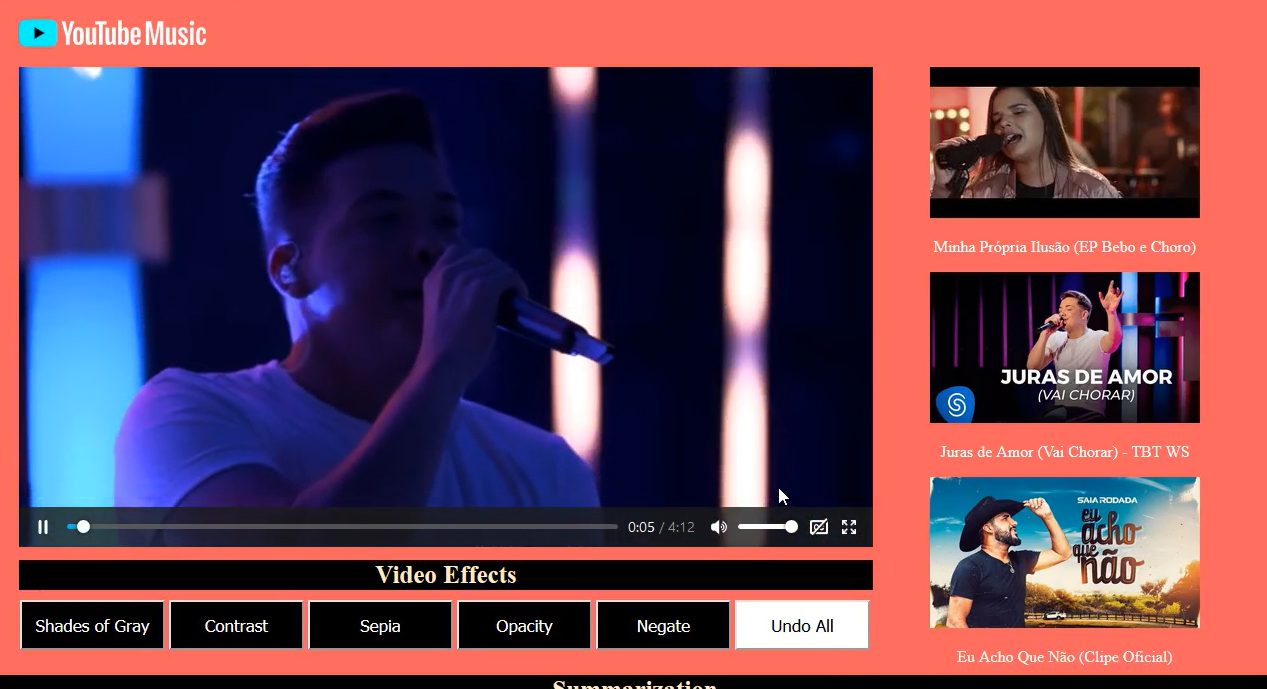 YouTube Music
Minha Própria Ilusão (EP Bebo e Choro)
JURAS DE AMOR
(VAI CHORAR)
Juras de Amor (Vai Chorar) - TBT WS
SAIA RODADA
eu
acho
que
não
Eu Acho Que Não (Clipe Oficial)
0:05 / 4:12
Video Effects
Shades of Gray
Contrast
Sepia
Opacity
Negate
Undo All
Summarization